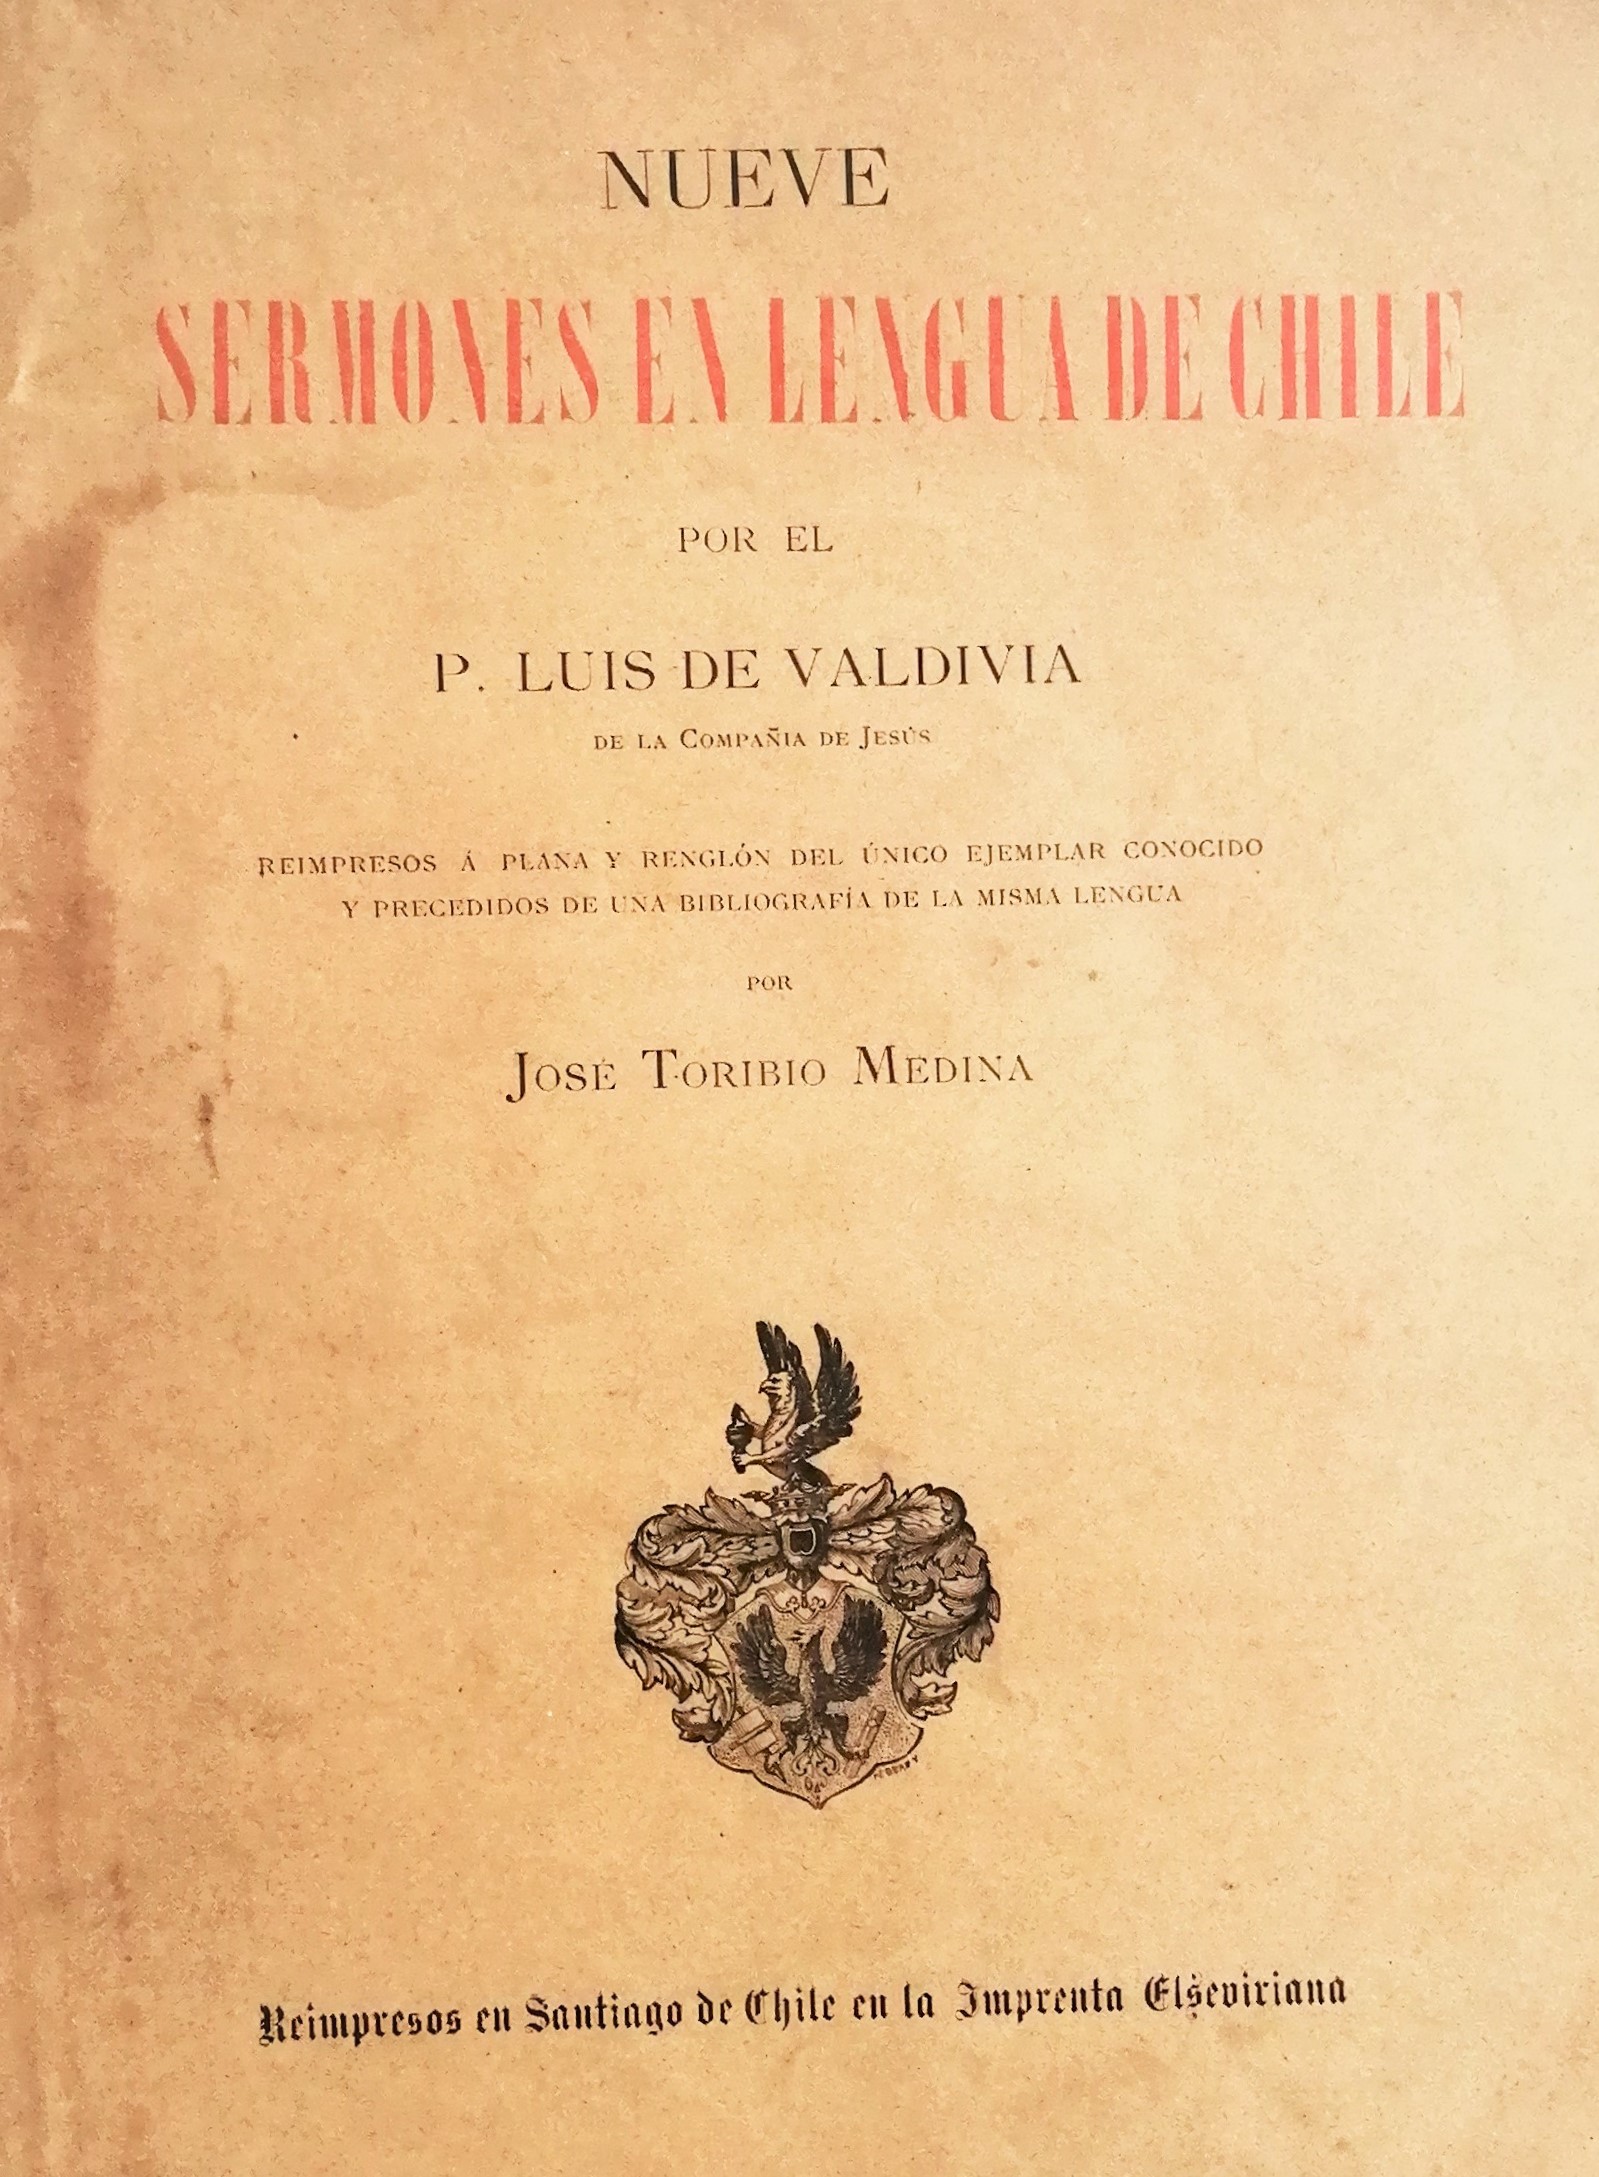 NUEVE
SERMONES EN LENGUA DE CHILE
POR EL
P. LUIS DE VALDIVIA
DE LA COMPAÑIA DE JESÚS
REIMPRESOS Á PLANA Y RENGLÓN DEL ÚNICO EJEMPLAR CONOCIDO
Y PRECEDIDOS DE UNA BIBLIOGRAFÍA DE LA MISMA LENGUA
POR
JOSÉ TORIBIO MEDINA
Reimpresos en Santiago de Chile en la Imprenta Elseviriana